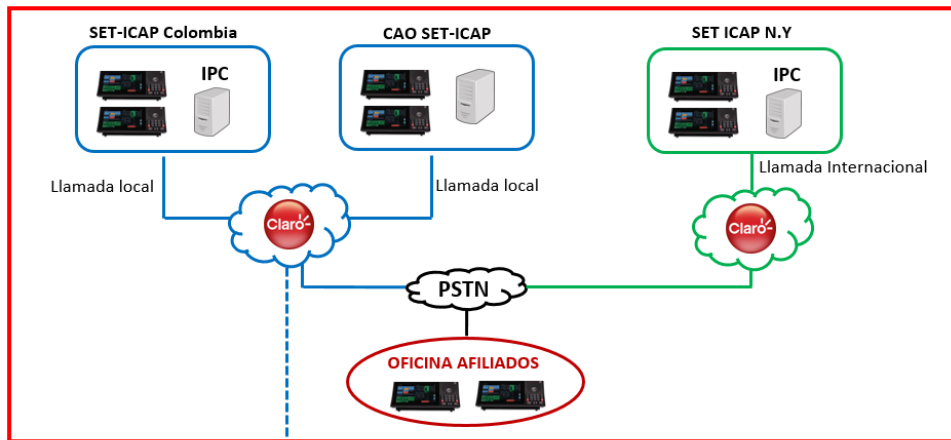 SET-ICAP Colombia
CAO SET-ICAP
SET ICAP N.Y
IPC
IPC
Llamada local
Llamada local
Llamada Internacional
Claro
Claro
PSTN
OFICINA AFILIADOS